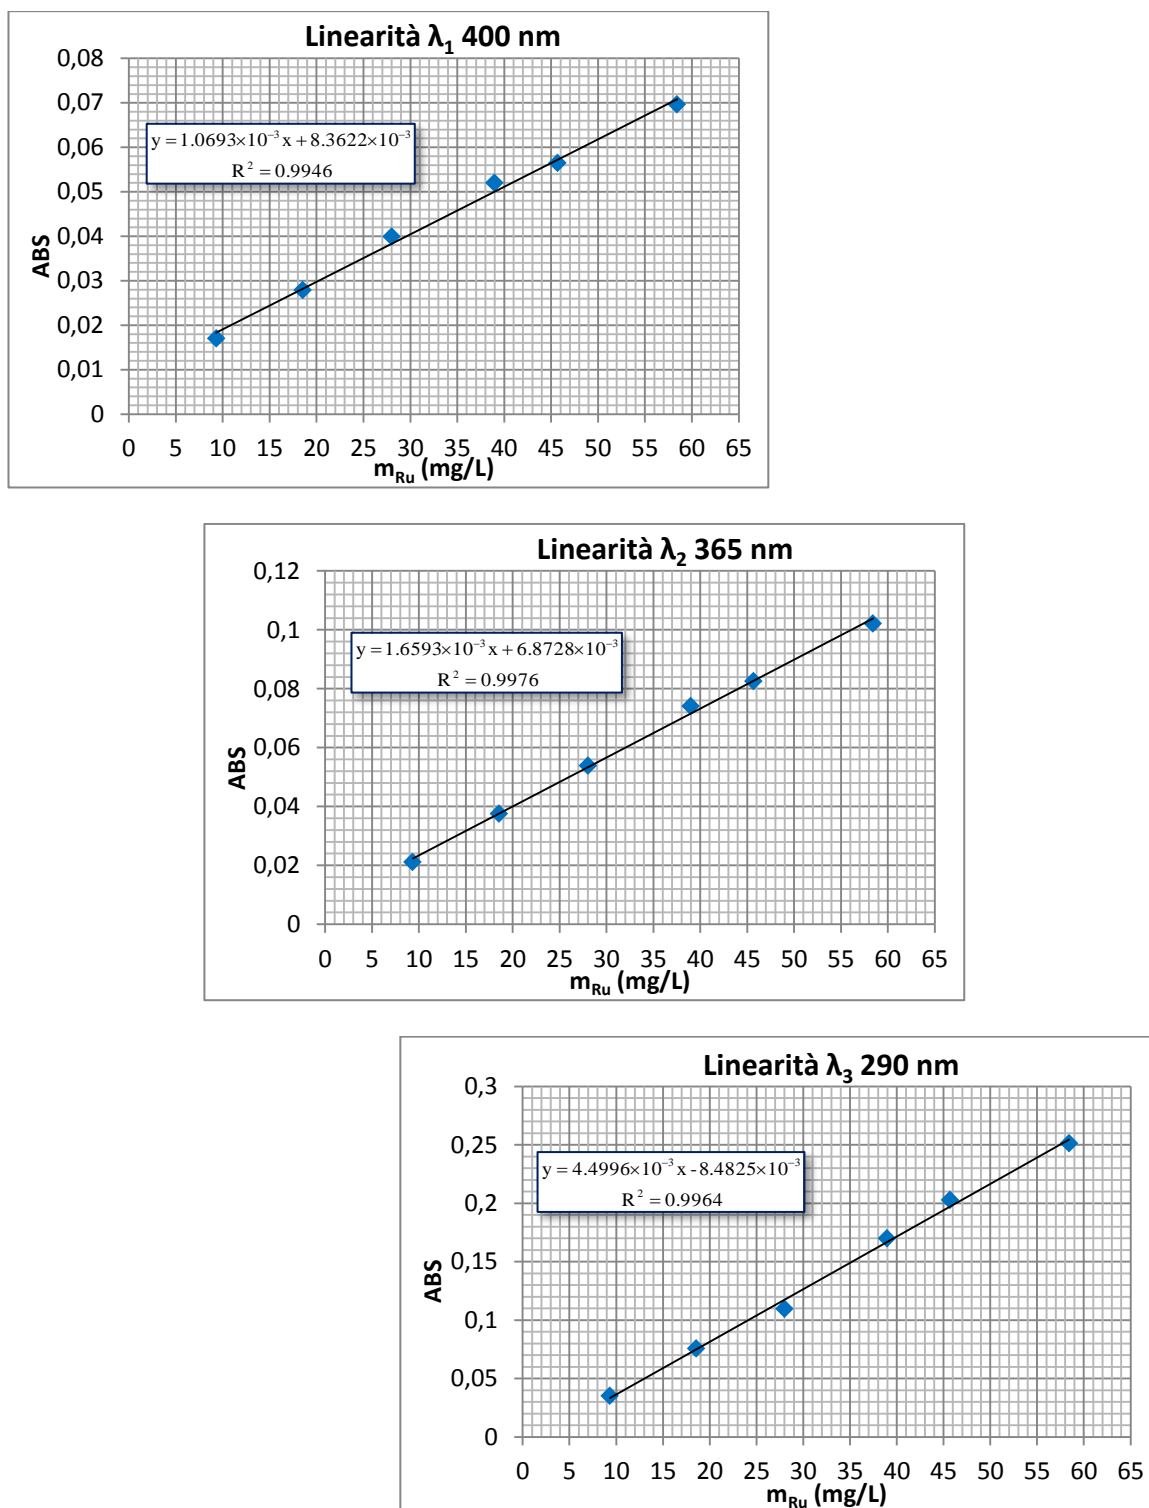 Linearità λ₁ 400 nm
0,08
0,07
0,06
0,05
0,04
0,03
0,02
0,01
0
ABS
y = 1.0693×10⁻³ x + 8.3622×10⁻³
R² = 0.9946
0 5 10 15 20 25 30 35 40 45 50 55 60 65
m_Ru (mg/L)
Linearità λ₂ 365 nm
0,12
0,1
0,08
0,06
0,04
0,02
0
ABS
y = 1.6593×10⁻³ x + 6.8728×10⁻³
R² = 0.9976
0 5 10 15 20 25 30 35 40 45 50 55 60 65
m_Ru (mg/L)
Linearità λ₃ 290 nm
0,3
0,25
0,2
0,15
0,1
0,05
0
ABS
y = 4.4996×10⁻³ x - 8.4825×10⁻³
R² = 0.9964
0 5 10 15 20 25 30 35 40 45 50 55 60 65
m_Ru (mg/L)